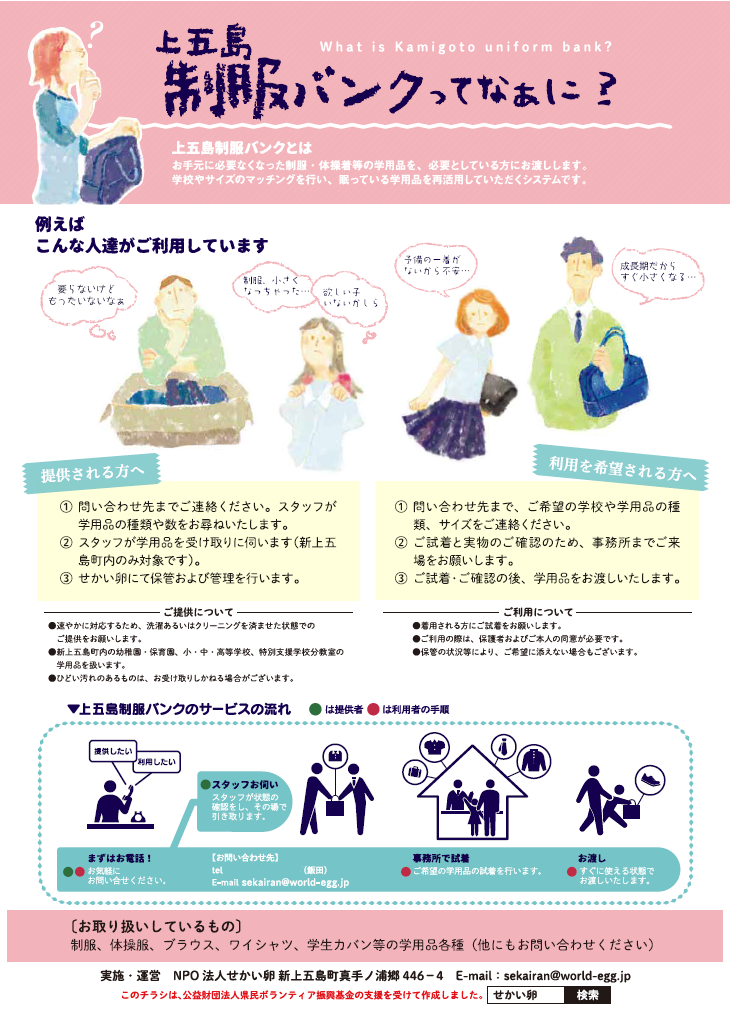 ?
上五島
What is Kamigoto uniform bank?
制服バンクってなぁに？
上五島制服バンクとは
お手元に必要なくなった制服・体操着等の学用品を、必要としている方にお渡しします。
学校やサイズのマッチングを行い、眠っている学用品を再活用していただくシステムです。
例えば
こんな人達がご利用しています
要らないけど
もったいないなぁ
制服、小さく
なっちゃった…
欲しい子
いないかしら
予備の一着が
ないから不安…
成長期だから
すぐ小さくなる…
提供される方へ
① 問い合わせ先までご連絡ください。スタッフが
学用品の種類や数をお尋ねいたします。
② スタッフが学用品を受け取りに伺います（新上五
島町内のみ対象です）。
③ せかい卵にて保管および管理を行います。
ご提供について
●速やかに対応するため、洗濯あるいはクリーニングを済ませた状態での
ご提供をお願いします。
●新上五島町内の幼稚園・保育園、小・中・高等学校、特別支援学校分教室の
学用品を扱います。
●ひどい汚れのあるものは、お受け取りしかねる場合がございます。
利用を希望される方へ
① 問い合わせ先まで、ご希望の学校や学用品の種
類、サイズをご連絡ください。
② ご試着と実物のご確認のため、事務所までご来
場をお願いします。
③ ご試着・ご確認の後、学用品をお渡しいたします。
ご利用について
●着用される方にご試着をお願いします。
●ご利用の際は、保護者およびご本人の同意が必要です。
●保管の状況等により、ご希望に添えない場合もございます。
▼上五島制服バンクのサービスの流れ ●は提供者 ●は利用者の手順
提供したい
利用したい
●スタッフお伺い
スタッフが状態の
確認をし、その場で
引き取ります。
まずはお電話！
●●お気軽に
お問い合せください。
【お問い合わせ先】
tel （飯田）
E-mail sekairan@world-egg.jp
事務所で試着
●ご希望の学用品の試着を行います。
お渡し
●すぐに使える状態で
お渡しいたします。
〔お取り扱いしているもの〕
制服、体操服、ブラウス、ワイシャツ、学生カバン等の学用品各種（他にもお問い合わせください）
実施・運営 NPO法人せかい卵 新上五島町真手ノ浦郷446－4 E-mail：sekairan@world-egg.jp
このチラシは、公益財団法人県民ボランティア振興基金の支援を受けて作成しました。 せかい卵 検索